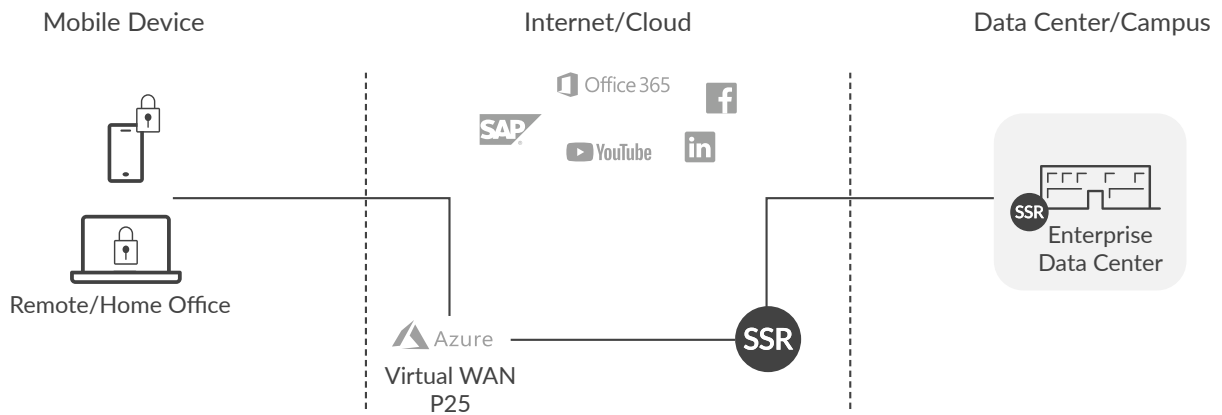 Mobile Device
Internet/Cloud
Data Center/Campus
Office 365
SAP
YouTube
in
f
SSR
Enterprise
Data Center
Remote/Home Office
Azure
SSR
Virtual WAN
P25